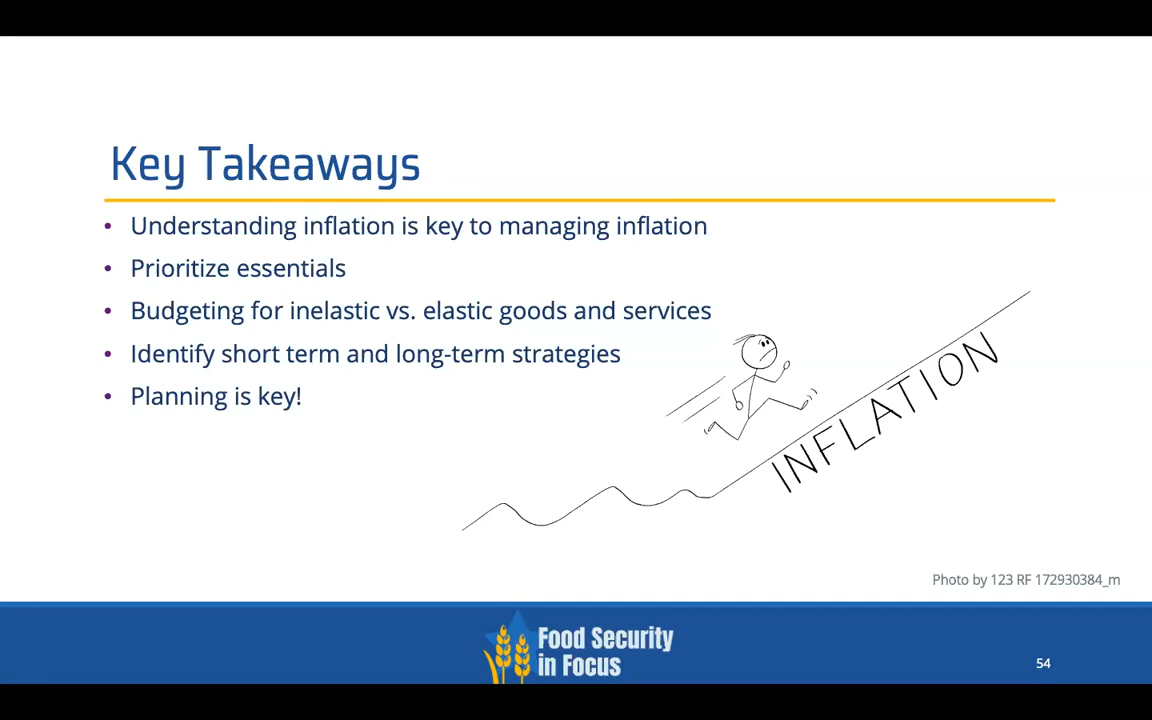 Key Takeaways
• Understanding inflation is key to managing inflation
• Prioritize essentials
• Budgeting for inelastic vs. elastic goods and services
• Identify short term and long-term strategies
• Planning is key!
INFLATION
Photo by 123 RF 172930384_m
Food Security
in Focus
54